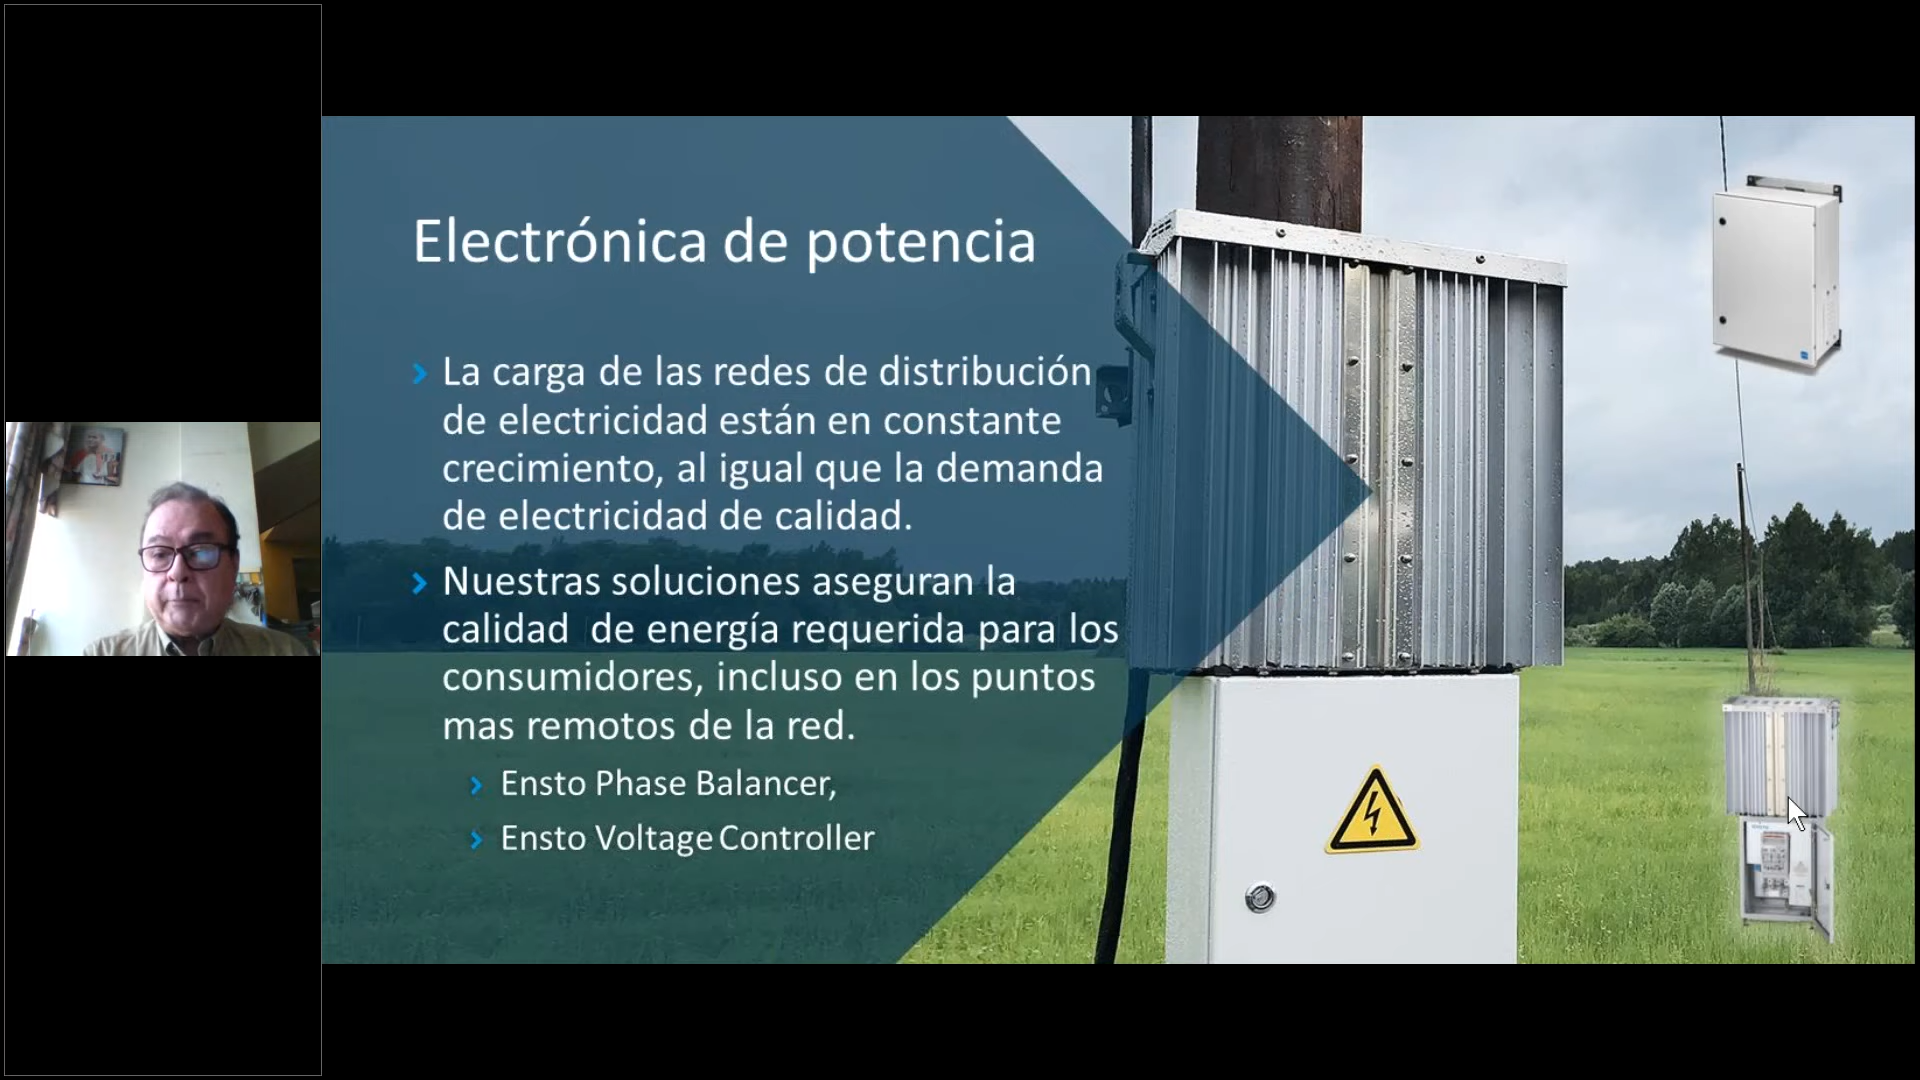 Electrónica de potencia
La carga de las redes de distribución
de electricidad están en constante
crecimiento, al igual que la demanda
de electricidad de calidad.
Nuestras soluciones aseguran la
calidad de energía requerida para los
consumidores, incluso en los puntos
mas remotos de la red.
Ensto Phase Balancer,
Ensto Voltage Controller